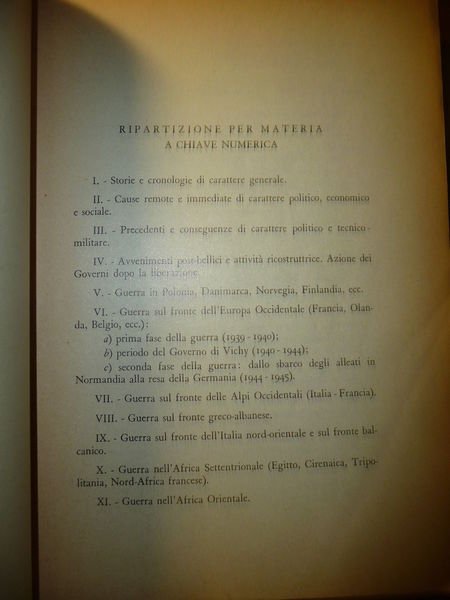 RIPARTIZIONE PER MATERIA
A CHIAVE NUMERICA
I. - Storie e cronologie di carattere generale.
II. - Cause remote e immediate di carattere politico, economico
e sociale.
III. - Precedenti e conseguenze di carattere politico e tecnico-
militare.
IV. - Avvenimenti post-bellici e attività ricostruttrice. Azione dei
Governi dopo la liberazione.
V. - Guerra in Polonia, Danimarca, Norvegia, Finlandia, ecc.
VI. - Guerra sul fronte dell'Europa Occidentale (Francia, Olan-
da, Belgio, ecc.):
a) prima fase della guerra (1939-1940);
b) periodo del Governo di Vichy (1940-1944);
c) seconda fase della guerra: dallo sbarco degli alleati in
Normandia alla resa della Germania (1944-1945).
VII. - Guerra sul fronte delle Alpi Occidentali (Italia-Francia).
VIII. - Guerra sul fronte greco-albanese.
IX. - Guerra sul fronte dell'Italia nord-orientale e sul fronte bal-
canico.
X. - Guerra nell'Africa Settentrionale (Egitto, Cirenaica, Tripo-
litania, Nord-Africa francese).
XI. - Guerra nell'Africa Orientale.